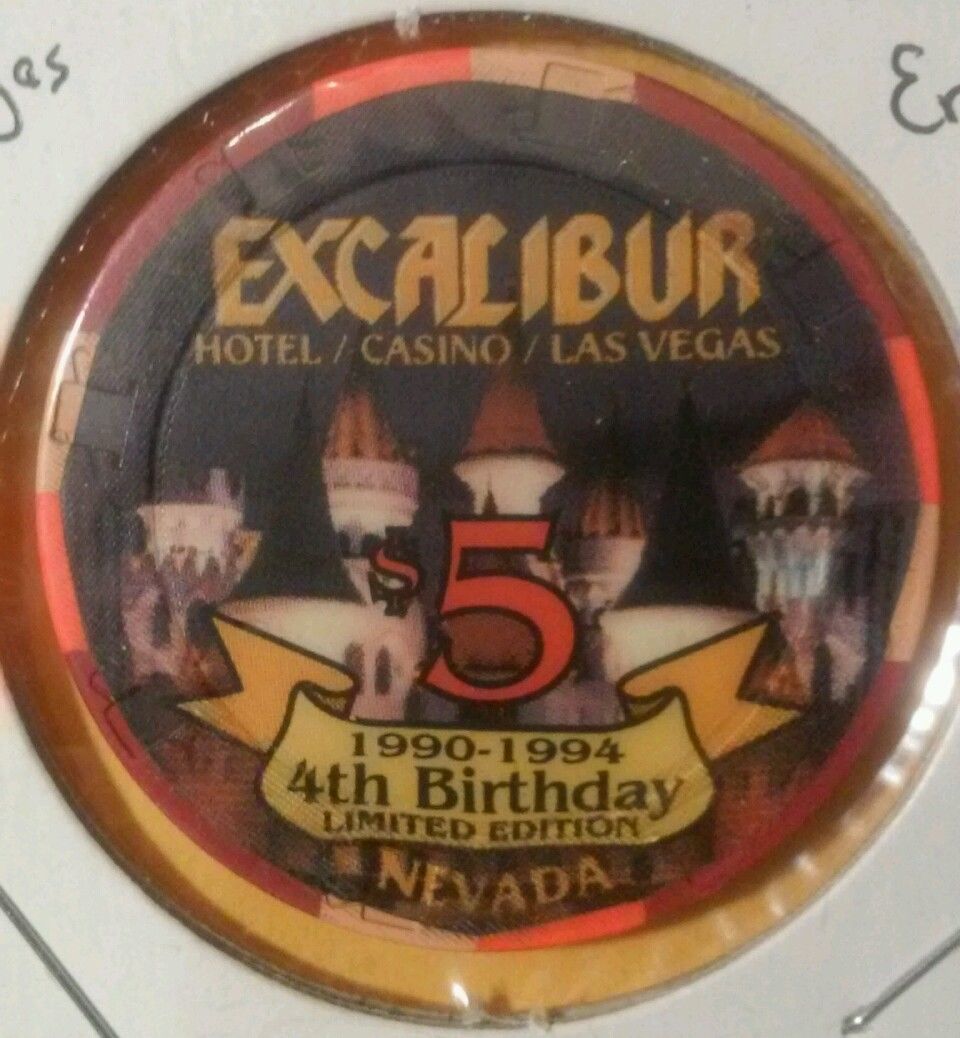 EXCALIBUR
HOTEL / CASINO / LAS VEGAS
$5
1990-1994
4th Birthday
LIMITED EDITION
NEVADA